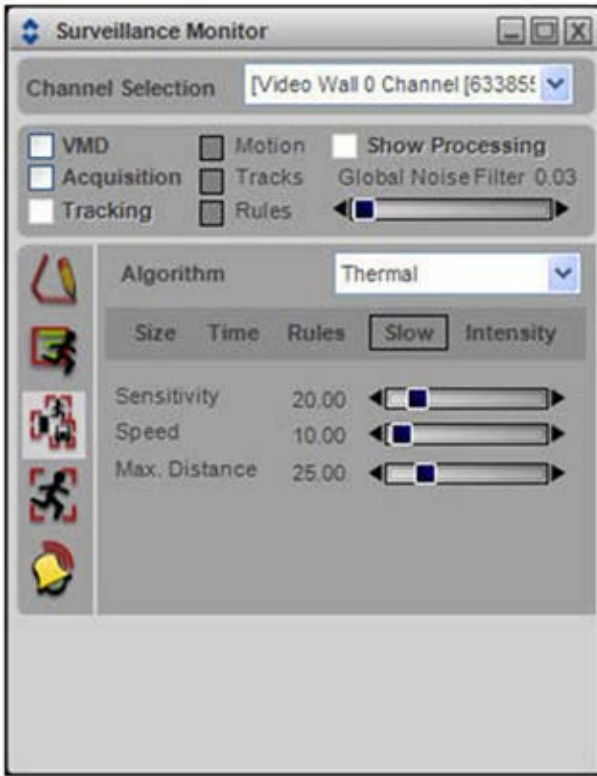 Surveillance Monitor
Channel Selection [Video Wall 0 Channel [633855
VMD Motion Show Processing
Acquisition Tracks Global Noise Filter 0.03
Tracking Rules
Algorithm Thermal
Size Time Rules Slow Intensity
Sensitivity 20.00
Speed 10.00
Max. Distance 25.00